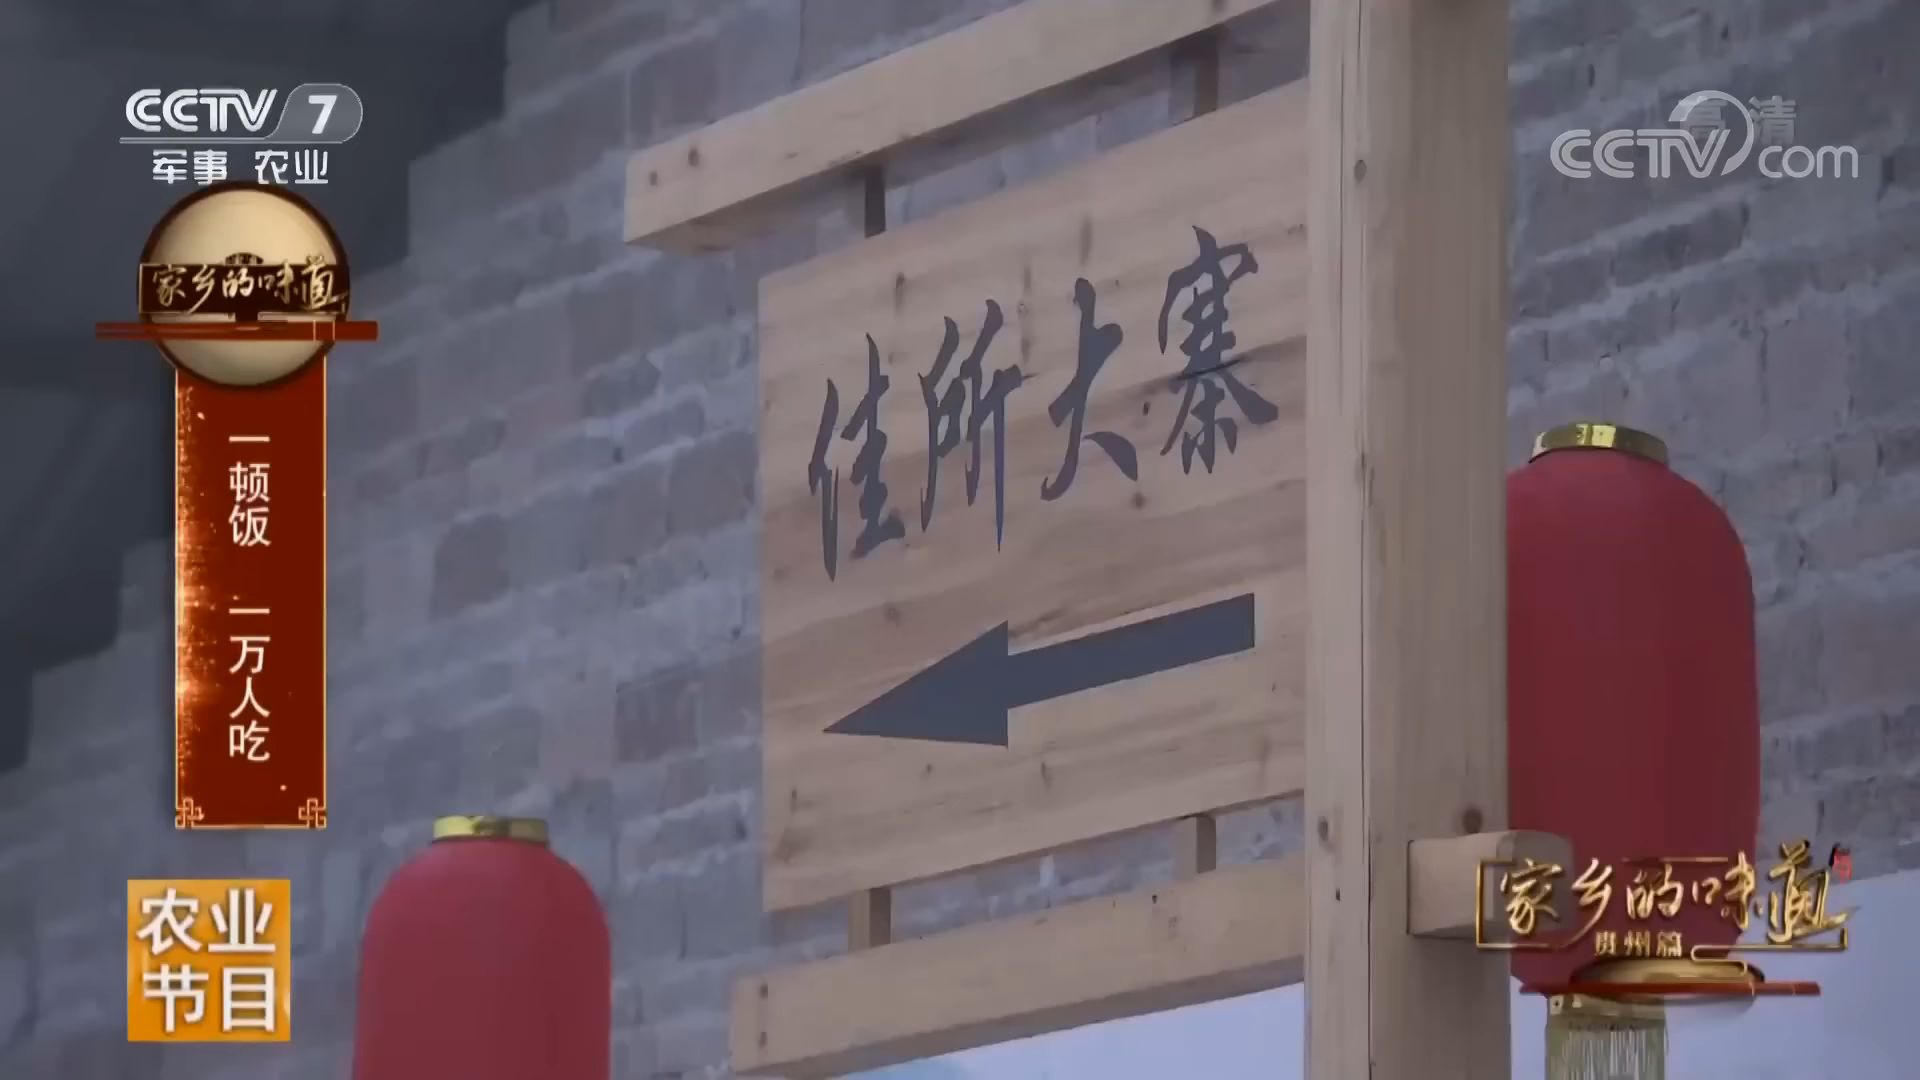 CCTV 7
军事 农业
高清
CCTV.com
家乡的味道
一顿饭 一万人吃
佳所大寨
农业
节目
家乡的味道
贵州篇